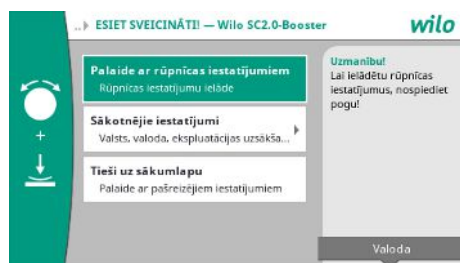 ..▸ ESIET SVEICINĀTI! — Wilo SC2.0-Booster
wilo
Palaide ar rūpnīcas iestatījumiem
Rūpnīcas iestatījumu ielāde
Sākotnējie iestatījumi
Valsts, valoda, ekspluatācijas uzsākša...
Tieši uz sākumlapu
Palaide ar pašreizējiem iestatījumiem
Uzmanību!
Lai ielādētu rūpnīcas
iestatījumus, nospiediet
pogu!
+
Valoda